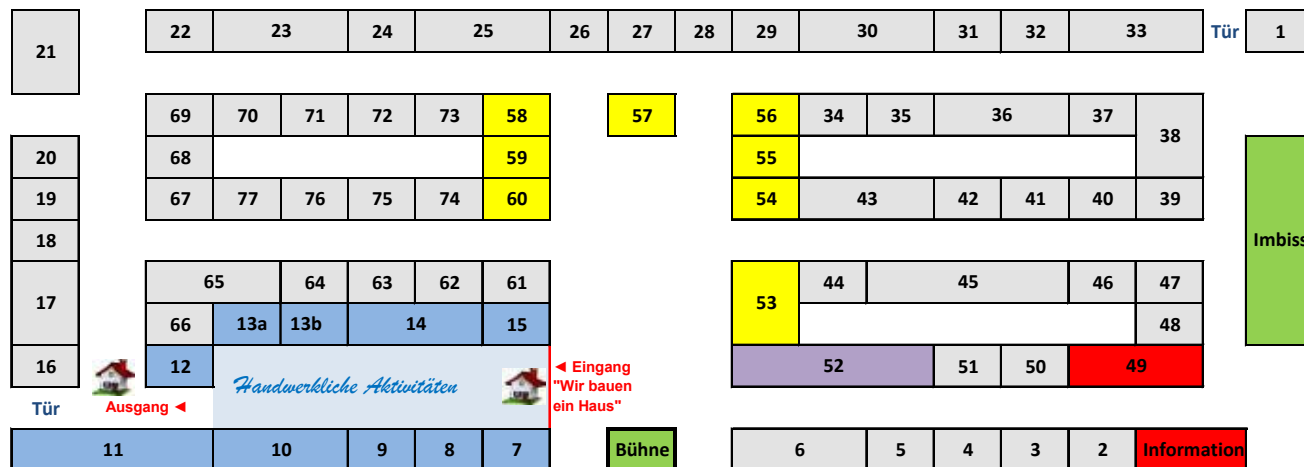 22 23 24 25 26 27 28 29 30 31 32 33 Tür 1
21
69 70 71 72 73 58 57 56 34 35 36 37
38
20 68 59 55
19 67 77 76 75 74 60 54 43 42 41 40 39
18 Imbiss
65 64 63 62 61 44 45 46 47
17 53
66 13a 13b 14 15 48
16 12 Handwerkliche Aktivitäten ◄ Eingang 52 51 50 49
"Wir bauen
Tür Ausgang ◄ ein Haus"
11 10 9 8 7 Bühne 6 5 4 3 2 Information